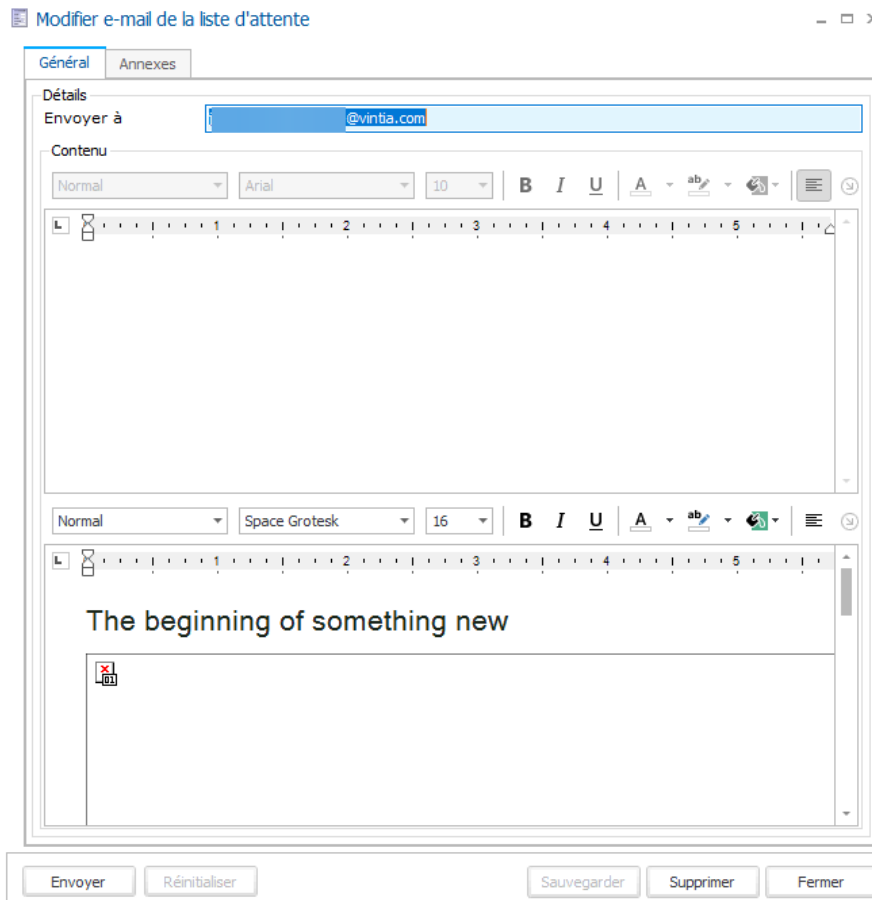 Modifier e-mail de la liste d'attente
Général Annexes
Détails
Envoyer à @vintia.com
Contenu
Normal Arial 10 B I U A ab
L 1 2 3 4 5
Normal Space Grotesk 16 B I U A ab
L 1 2 3 4 5
The beginning of something new
01
Envoyer Réinitialiser Sauvegarder Supprimer Fermer